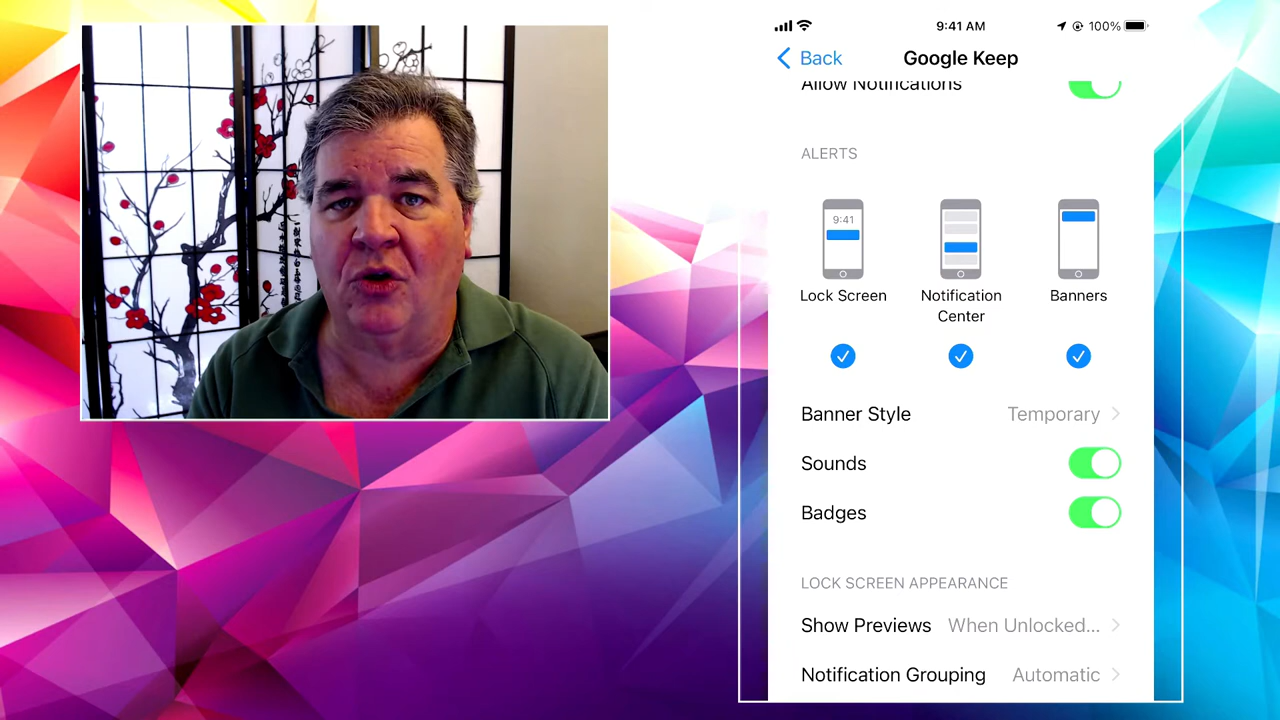 9:41 AM
100%
Back
Google Keep
Allow Notifications
ALERTS
9:41
Lock Screen
Notification
Center
Banners
Banner Style
Temporary
Sounds
Badges
LOCK SCREEN APPEARANCE
Show Previews
When Unlocked...
Notification Grouping
Automatic